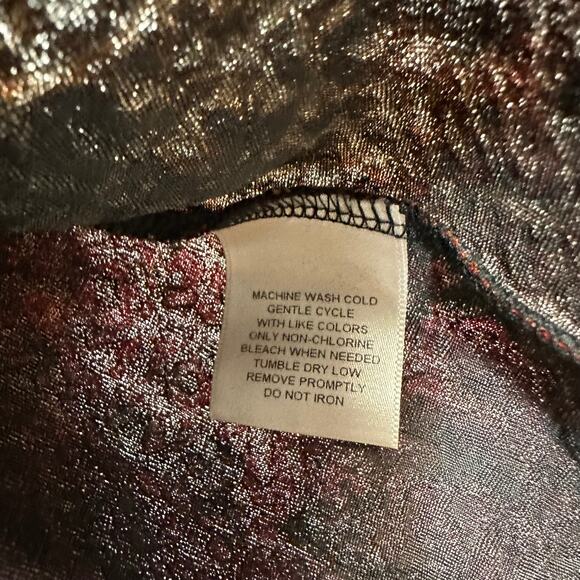 MACHINE WASH COLD
GENTLE CYCLE
WITH LIKE COLORS
ONLY NON-CHLORINE
BLEACH WHEN NEEDED
TUMBLE DRY LOW
REMOVE PROMPTLY
DO NOT IRON